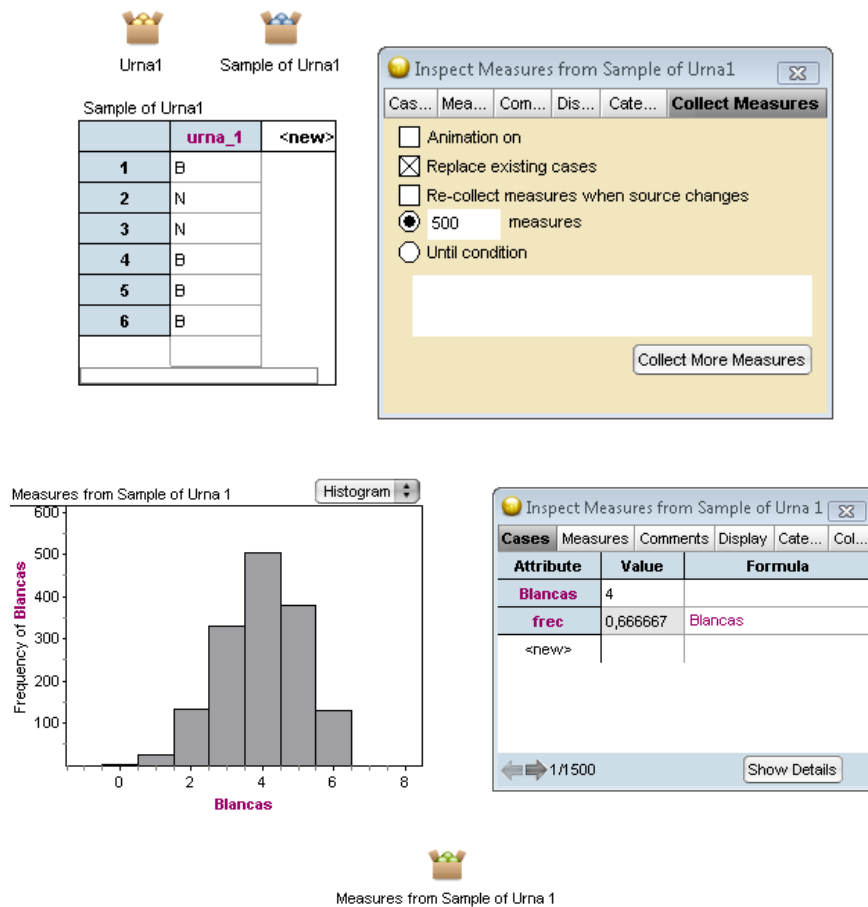 Urna1
Sample of Urna1
Sample of Urna1
urna_1 <new>
1 B
2 N
3 N
4 B
5 B
6 B
Inspect Measures from Sample of Urna1
Cas... Mea... Com... Dis... Cate... Collect Measures
Animation on
Replace existing cases
Re-collect measures when source changes
500 measures
Until condition
Collect More Measures
Measures from Sample of Urna 1 Histogram
600
500
400
300
200
100
Frequency of Blancas
0 2 4 6 8
Blancas
Inspect Measures from Sample of Urna 1
Cases Measures Comments Display Cate... Col...
Attribute Value Formula
Blancas 4
frec 0,666667 Blancas
<new>
1/1500 Show Details
Measures from Sample of Urna 1